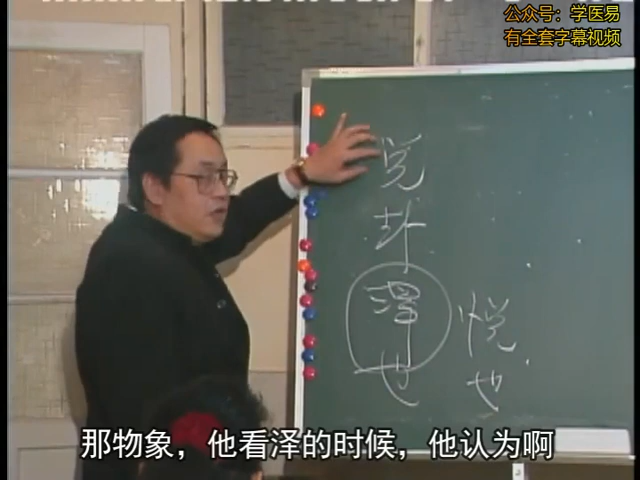 公众号：学医易
有全套字幕视频
卦
泽也
悦也
那物象，他看泽的时候，他认为啊